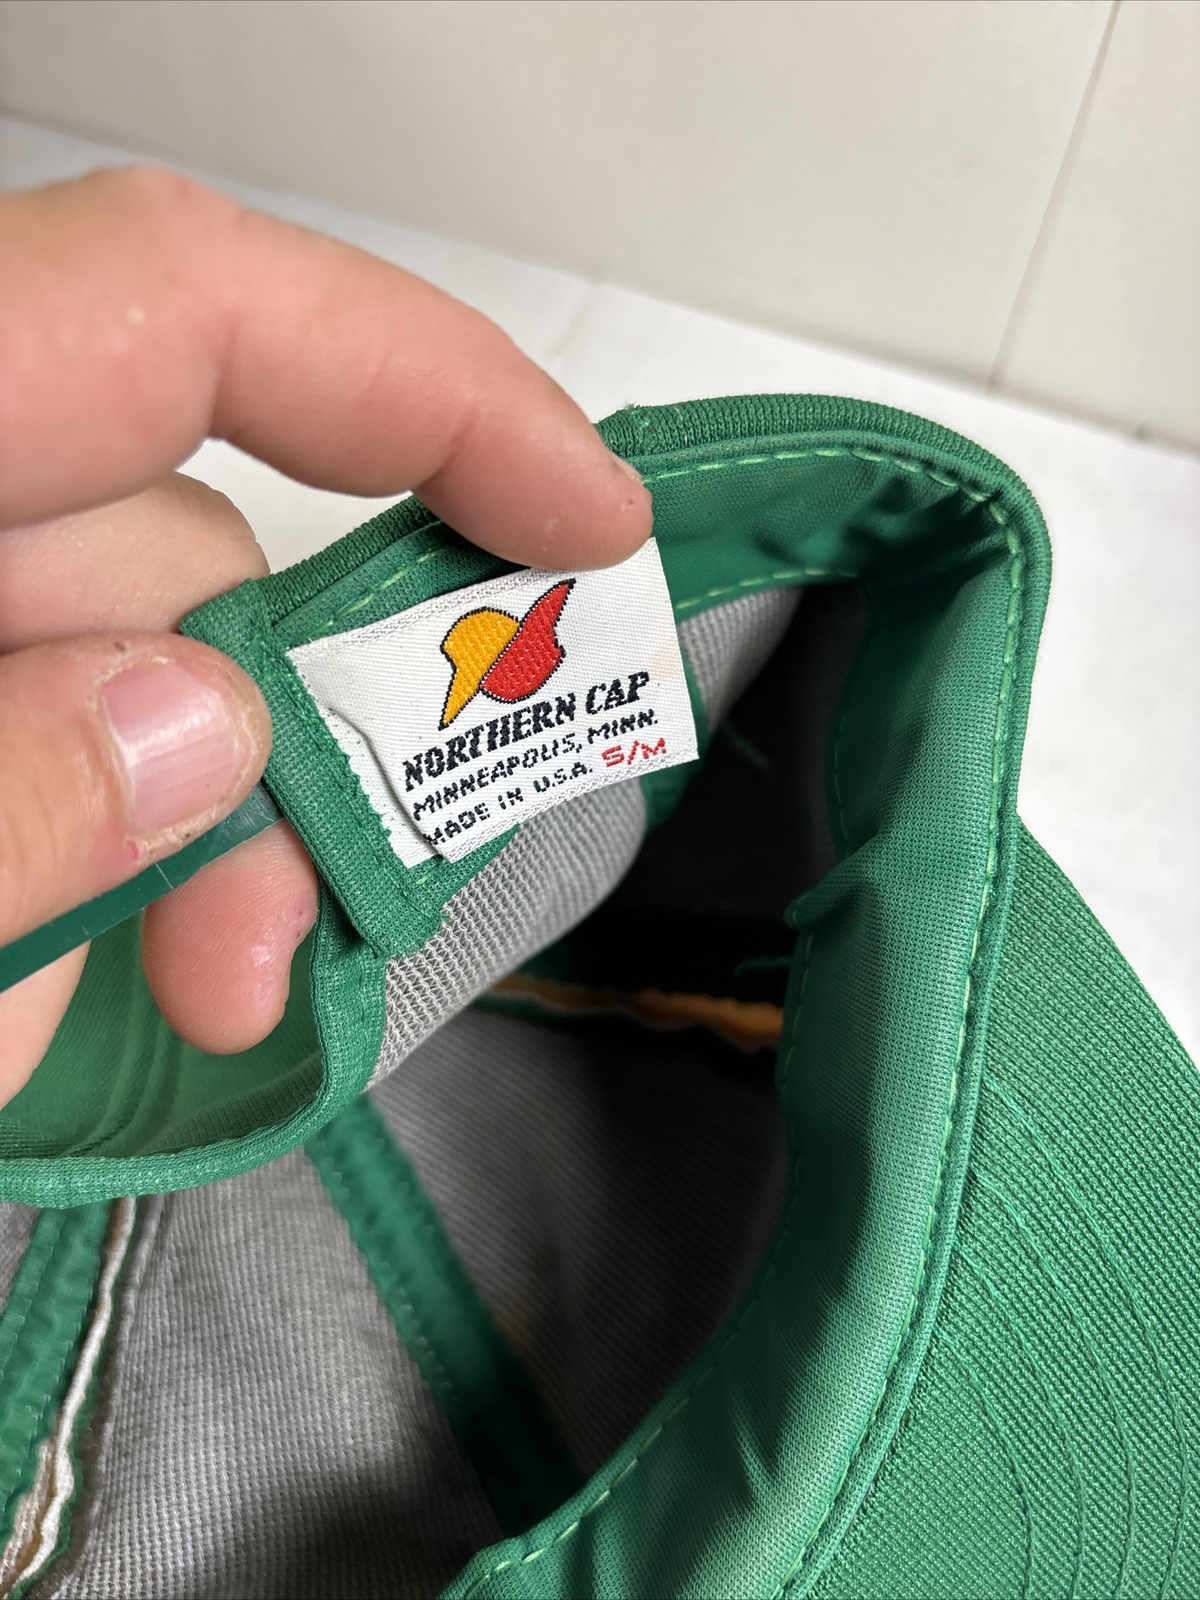 NORTHERN CAP
MINNEAPOLIS, MINN.
MADE IN U.S.A. S/M